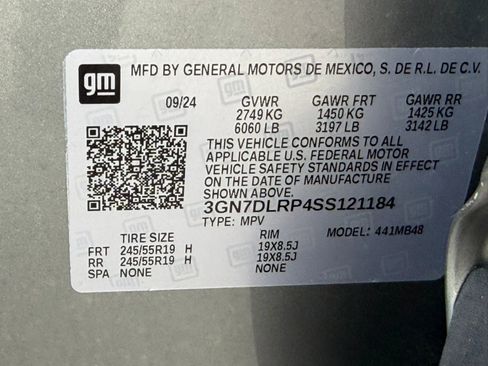 gm
MFD BY GENERAL MOTORS DE MEXICO, S. DE R.L. DE C.V.
09/24 GVWR GAWR FRT GAWR RR
2749 KG 1450 KG 1425 KG
6060 LB 3197 LB 3142 LB
THIS VEHICLE CONFORMS TO ALL
APPLICABLE U.S. FEDERAL MOTOR
VEHICLE SAFETY STANDARDS IN EFFECT
ON THE DATE OF MANUFACTURE
SHOWN ABOVE.
3GN7DLRP4SS121184
TYPE: MPV MODEL: 441MB48
TIRE SIZE RIM
FRT 245/55R19 H 19X8.5J
RR 245/55R19 H 19X8.5J
SPA NONE NONE